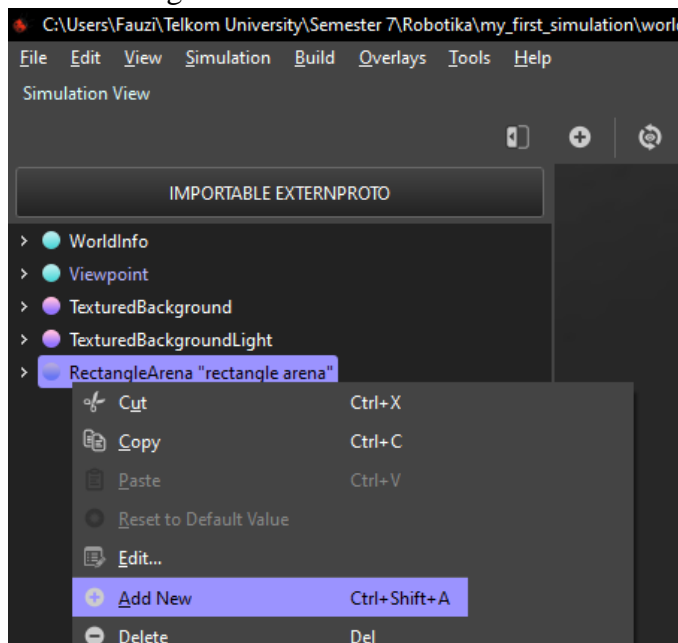 C:\Users\Fauzi\Telkom University\Semester 7\Robotika\my_first_simulation\worl
File Edit View Simulation Build Overlays Tools Help
Simulation View
IMPORTABLE EXTERNPROTO
WorldInfo
Viewpoint
TexturedBackground
TexturedBackgroundLight
RectangleArena "rectangle arena"
Cut Ctrl+X
Copy Ctrl+C
Paste Ctrl+V
Reset to Default Value
Edit...
Add New Ctrl+Shift+A
Delete Del